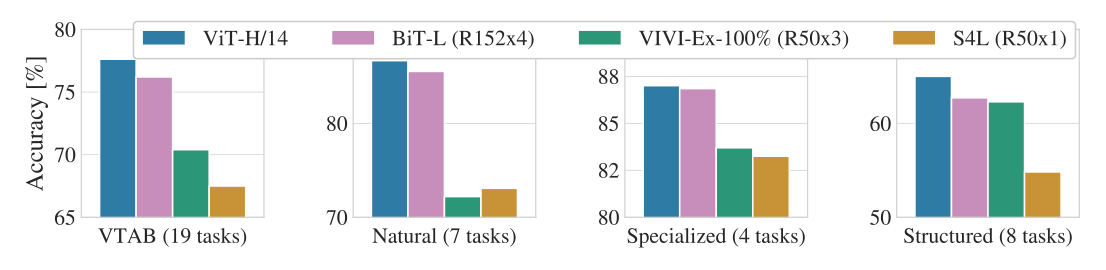 ViT-H/14 BiT-L (R152x4) VIVI-Ex-100% (R50x3) S4L (R50x1)
Accuracy [%]
80
75
70
65
VTAB (19 tasks)
80
70
Natural (7 tasks)
88
85
82
80
Specialized (4 tasks)
60
50
Structured (8 tasks)